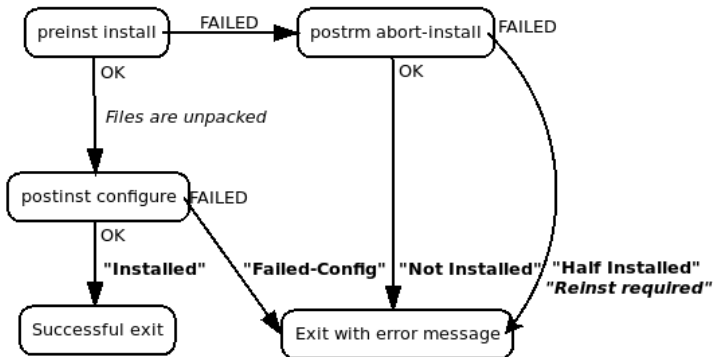 preinst install
FAILED
postrm abort-install
FAILED
OK
OK
Files are unpacked
postinst configure
FAILED
OK
"Installed"
"Failed-Config"
"Not Installed"
"Half Installed"
"Reinst required"
Successful exit
Exit with error message